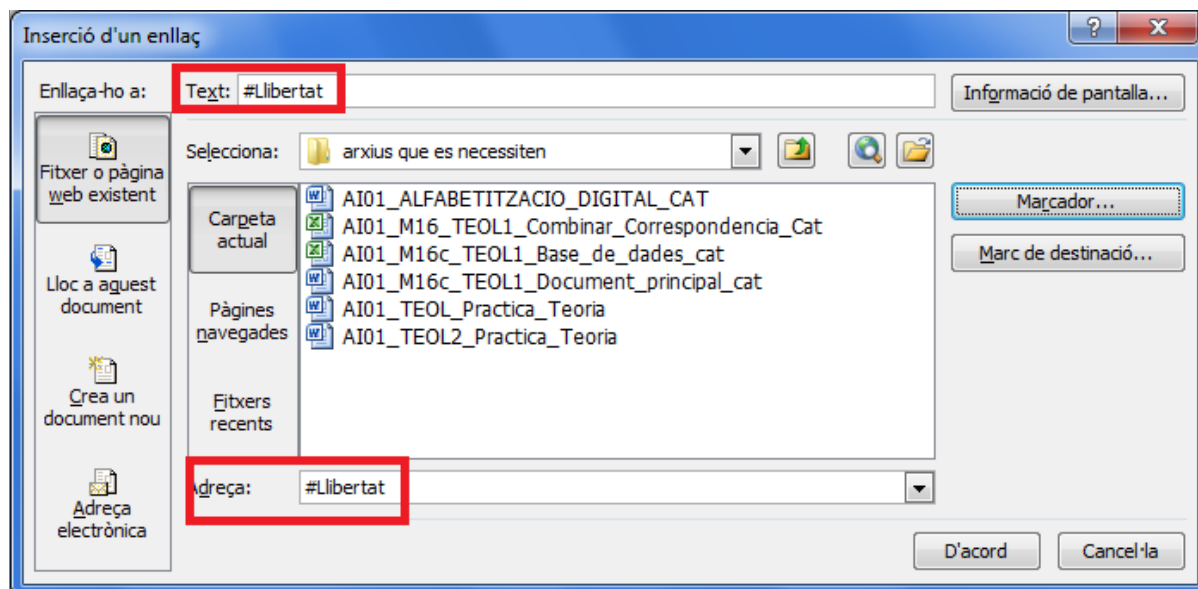 Inserció d'un enllaç
Enllaça-ho a:
Text: #Llibertat
Informació de pantalla...
Fitxer o pàgina
web existent
Selecciona: arxius que es necessiten
Carpeta
actual
AI01_ALFABETITZACIO_DIGITAL_CAT
AI01_M16_TEOL1_Combinar_Correspondencia_Cat
AI01_M16c_TEOL1_Base_de_dades_cat
AI01_M16c_TEOL1_Document_principal_cat
AI01_TEOL_Practica_Teoria
AI01_TEOL2_Practica_Teoria
Marcador...
Marc de destinació...
Lloc a aquest
document
Pàgines
navegades
Crea un
document nou
Fitxers
recents
Adreça
electrònica
Adreça: #Llibertat
D'acord
Cancel·la